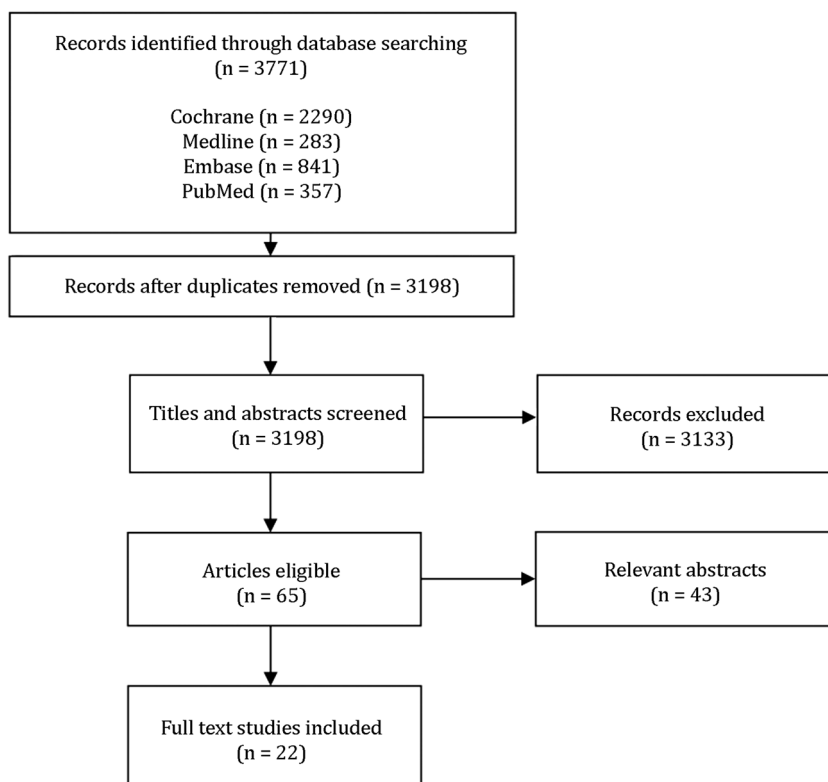 Records identified through database searching
(n = 3771)
Cochrane (n = 2290)
Medline (n = 283)
Embase (n = 841)
PubMed (n = 357)
Records after duplicates removed (n = 3198)
Titles and abstracts screened
(n = 3198)
Records excluded
(n = 3133)
Articles eligible
(n = 65)
Relevant abstracts
(n = 43)
Full text studies included
(n = 22)